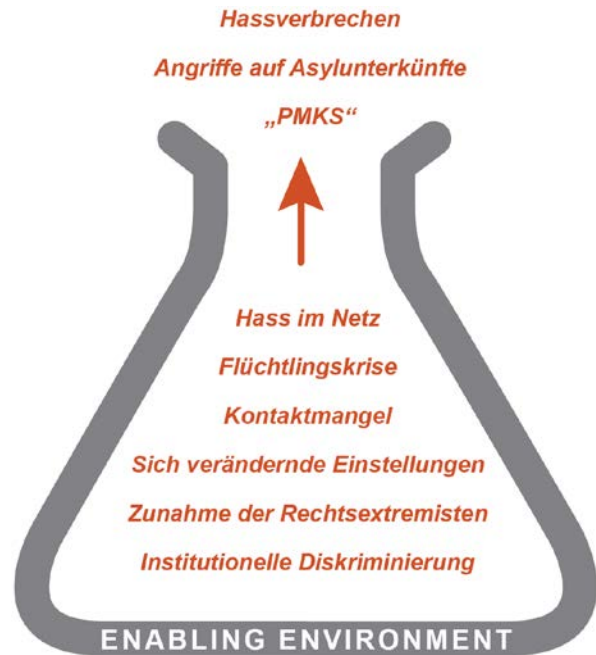 Hassverbrechen
Angriffe auf Asylunterkünfte
„PMKS“
Hass im Netz
Flüchtlingskrise
Kontaktmangel
Sich verändernde Einstellungen
Zunahme der Rechtsextremisten
Institutionelle Diskriminierung
ENABLING ENVIRONMENT